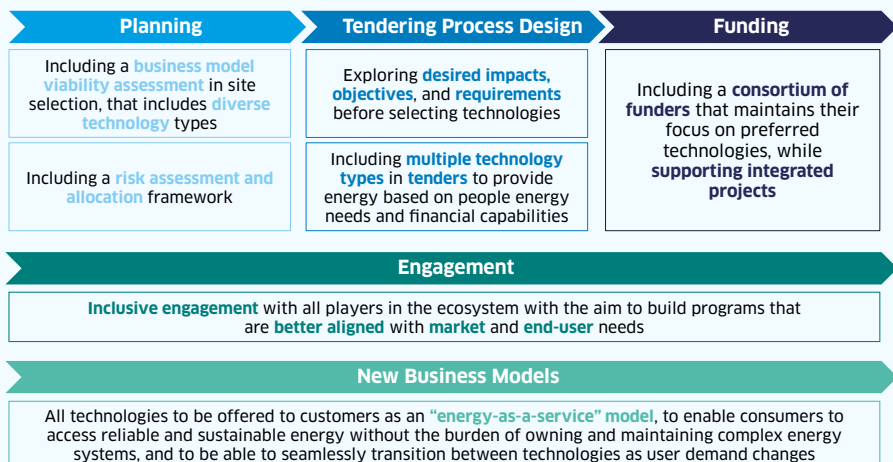 Planning
Tendering Process Design
Funding
Including a business model
viability assessment in site
selection, that includes diverse
technology types
Including a risk assessment and
allocation framework
Exploring desired impacts,
objectives, and requirements
before selecting technologies
Including multiple technology
types in tenders to provide
energy based on people energy
needs and financial capabilities
Including a consortium of
funders that maintains their
focus on preferred
technologies, while
supporting integrated
projects
Engagement
Inclusive engagement with all players in the ecosystem with the aim to build programs that
are better aligned with market and end-user needs
New Business Models
All technologies to be offered to customers as an “energy-as-a-service” model, to enable consumers to
access reliable and sustainable energy without the burden of owning and maintaining complex energy
systems, and to be able to seamlessly transition between technologies as user demand changes